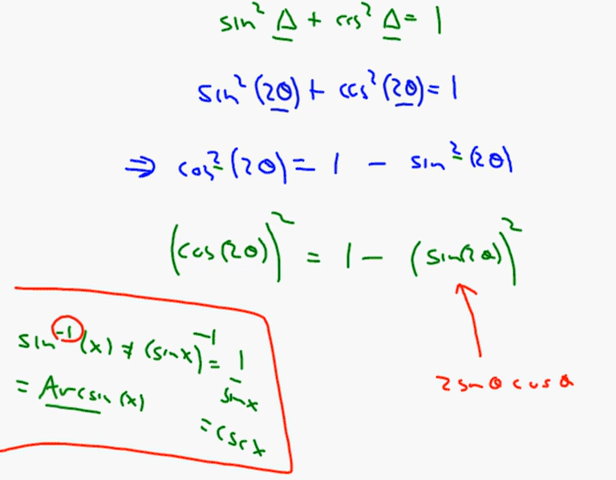 sin² Δ + cos² Δ = 1
sin² (2θ) + cos² (2θ) = 1
⇒ cos² (2θ) = 1 − sin² (2θ)
(cos(2θ))² = 1 − (sin(2θ))²
2 sin θ cos θ
sin⁻¹(x) ≠ (sin x)⁻¹ = 1
= Arcsin(x) sin x
= csc x